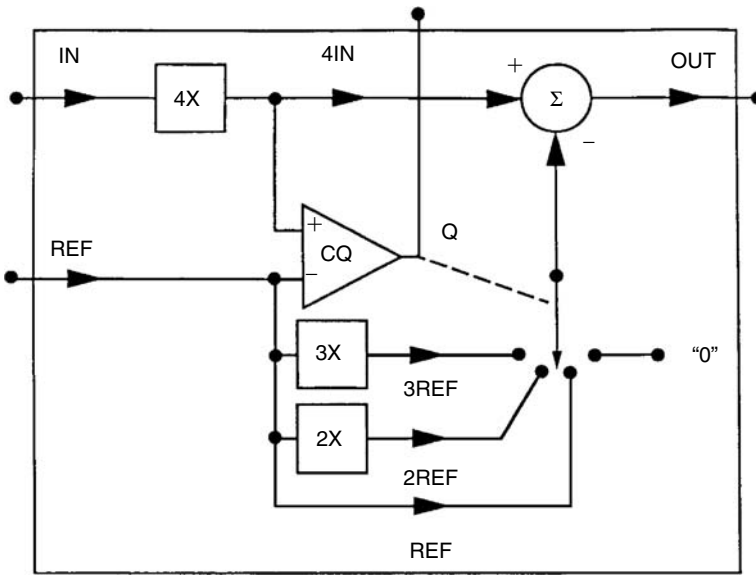 IN
4IN
+
OUT
4X
Σ
−
REF
+
CQ
−
Q
3X
3REF
"0"
2X
2REF
REF